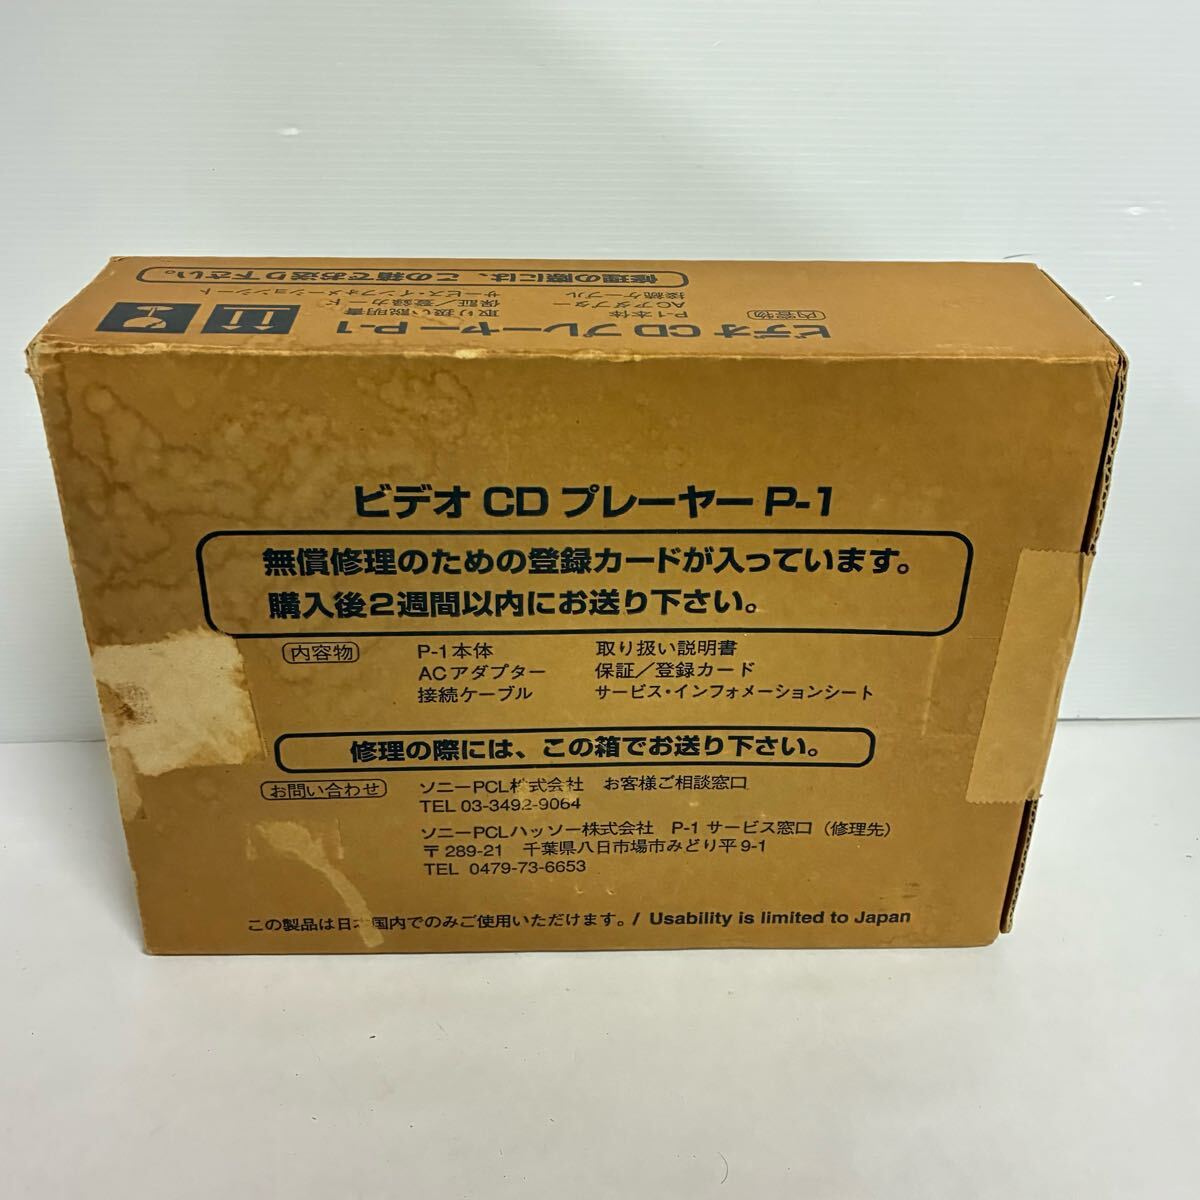 修理の際には、この箱でお送り下さい。
ビデオ CD プレーヤー P-1
内容物
P-1本体
ACアダプター
接続ケーブル
取り扱い説明書
保証／登録カード
サービス・インフォメーションシート
ビデオ CD プレーヤー P-1
無償修理のための登録カードが入っています。
購入後2週間以内にお送り下さい。
内容物
P-1本体 取り扱い説明書
ACアダプター 保証／登録カード
接続ケーブル サービス・インフォメーションシート
修理の際には、この箱でお送り下さい。
お問い合わせ ソニーPCL株式会社 お客様ご相談窓口
TEL 03-3492-9064
ソニーPCLハッソー株式会社 P-1 サービス窓口（修理先）
〒289-21 千葉県八日市場市みどり平9-1
TEL 0479-73-6653
この製品は日本国内でのみご使用いただけます。/ Usability is limited to Japan